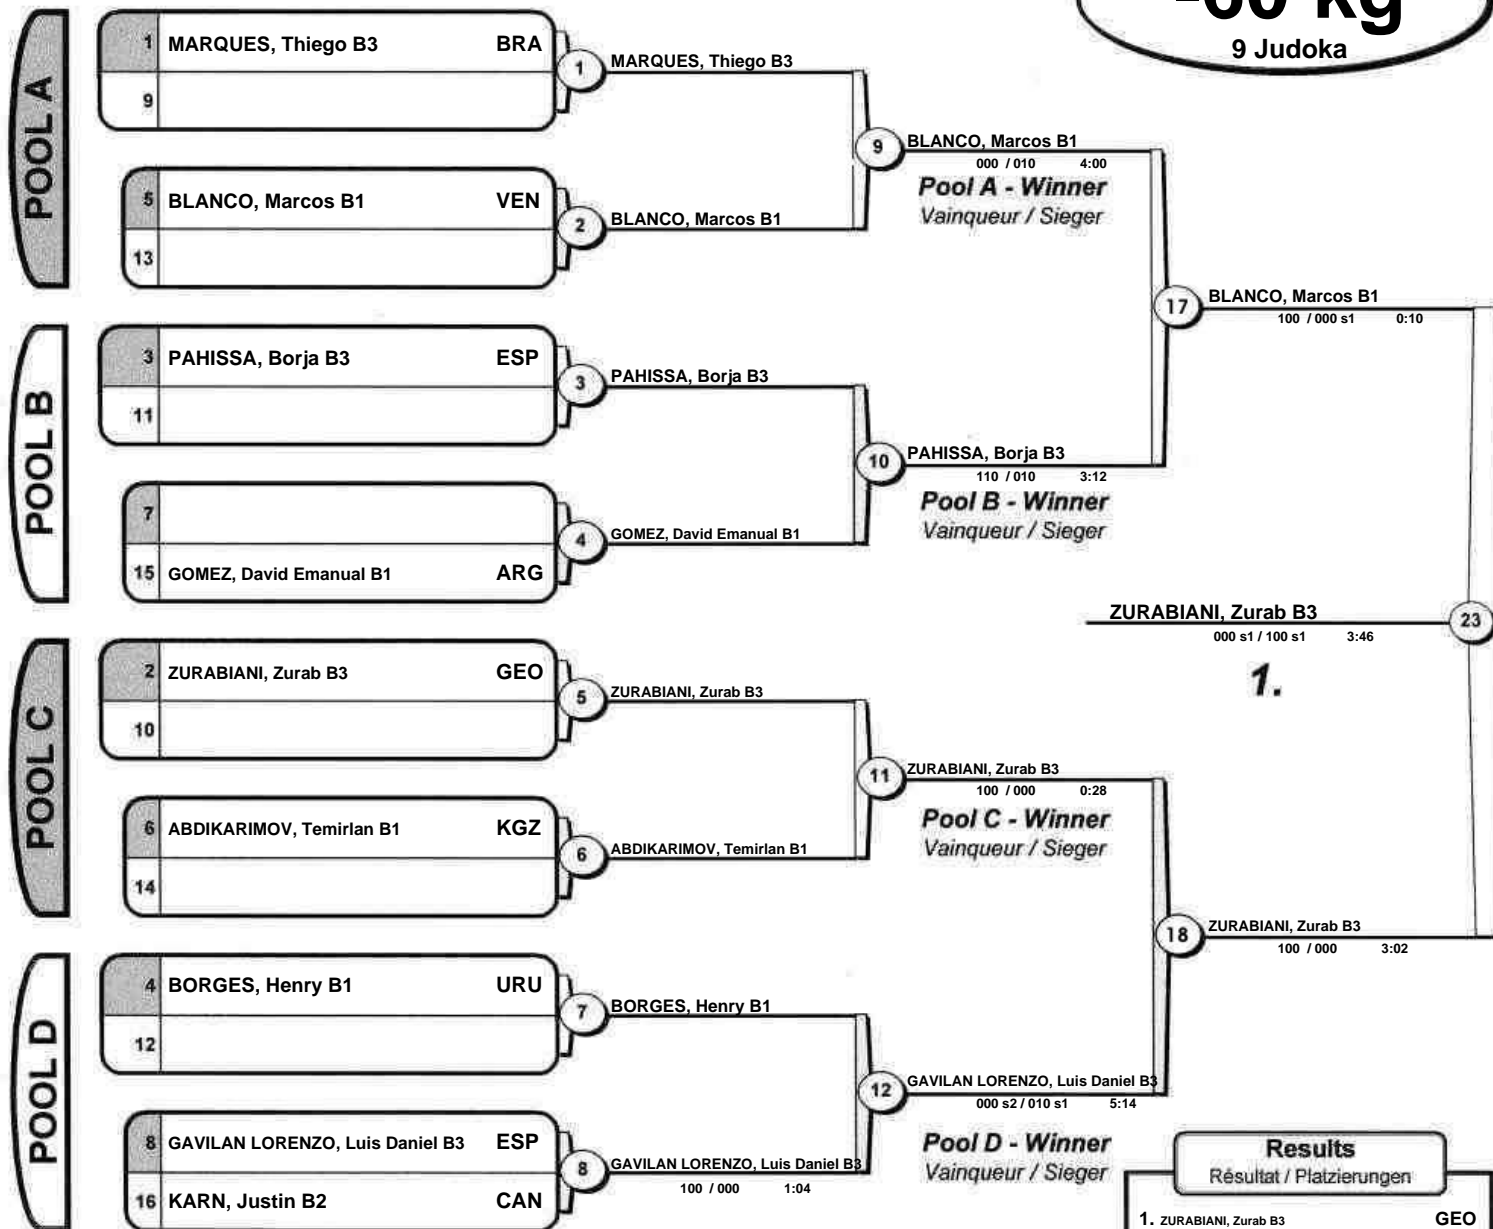 -60 kg
9 Judoka
POOL A
1 MARQUES, Thiego B3 BRA
9
1 MARQUES, Thiego B3
5 BLANCO, Marcos B1 VEN
13
2 BLANCO, Marcos B1
9 BLANCO, Marcos B1
000 / 010 4:00
Pool A - Winner
Vainqueur / Sieger
POOL B
3 PAHISSA, Borja B3 ESP
11
3 PAHISSA, Borja B3
7
15 GOMEZ, David Emanual B1 ARG
4 GOMEZ, David Emanual B1
10 PAHISSA, Borja B3
110 / 010 3:12
Pool B - Winner
Vainqueur / Sieger
17 BLANCO, Marcos B1
100 / 000 s1 0:10
ZURABIANI, Zurab B3 23
000 s1 / 100 s1 3:46
1.
POOL C
2 ZURABIANI, Zurab B3 GEO
10
5 ZURABIANI, Zurab B3
6 ABDIKARIMOV, Temirlan B1 KGZ
14
6 ABDIKARIMOV, Temirlan B1
11 ZURABIANI, Zurab B3
100 / 000 0:28
Pool C - Winner
Vainqueur / Sieger
18 ZURABIANI, Zurab B3
100 / 000 3:02
POOL D
4 BORGES, Henry B1 URU
12
7 BORGES, Henry B1
8 GAVILAN LORENZO, Luis Daniel B3 ESP
16 KARN, Justin B2 CAN
8 GAVILAN LORENZO, Luis Daniel B3
100 / 000 1:04
12 GAVILAN LORENZO, Luis Daniel B3
000 s2 / 010 s1 5:14
Pool D - Winner
Vainqueur / Sieger
Results
Résultat / Platzierungen
1. ZURABIANI, Zurab B3 GEO